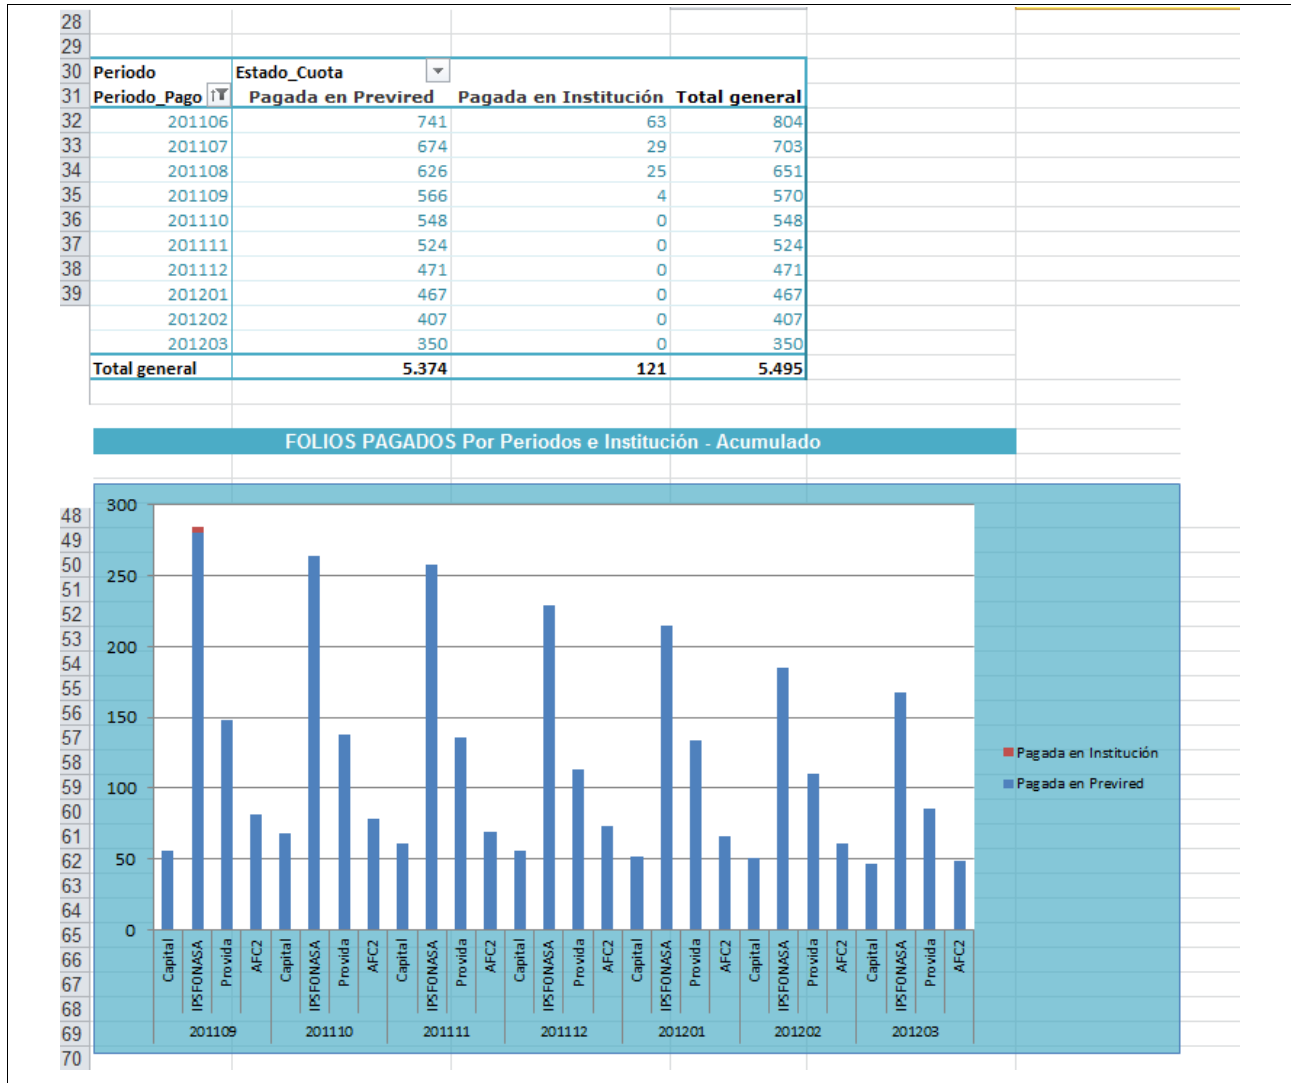 28
29
30 Periodo Estado_Cuota
31 Periodo_Pago Pagada en Previred Pagada en Institución Total general
32 201106 741 63 804
33 201107 674 29 703
34 201108 626 25 651
35 201109 566 4 570
36 201110 548 0 548
37 201111 524 0 524
38 201112 471 0 471
39 201201 467 0 467
201202 407 0 407
201203 350 0 350
Total general 5.374 121 5.495
FOLIOS PAGADOS Por Periodos e Institución - Acumulado
48
49
50
51
52
53
54
55
56
57
58
59
60
61
62
63
64
65
66
67
68
69
70
300
250
200
150
100
50
0
Pagada en Institución
Pagada en Previred
Capital IPSFONASA Provida AFC2 Capital IPSFONASA Provida AFC2 Capital IPSFONASA Provida AFC2 Capital IPSFONASA Provida AFC2 Capital IPSFONASA Provida AFC2 Capital IPSFONASA Provida AFC2 Capital IPSFONASA Provida AFC2
201109 201110 201111 201112 201201 201202 201203